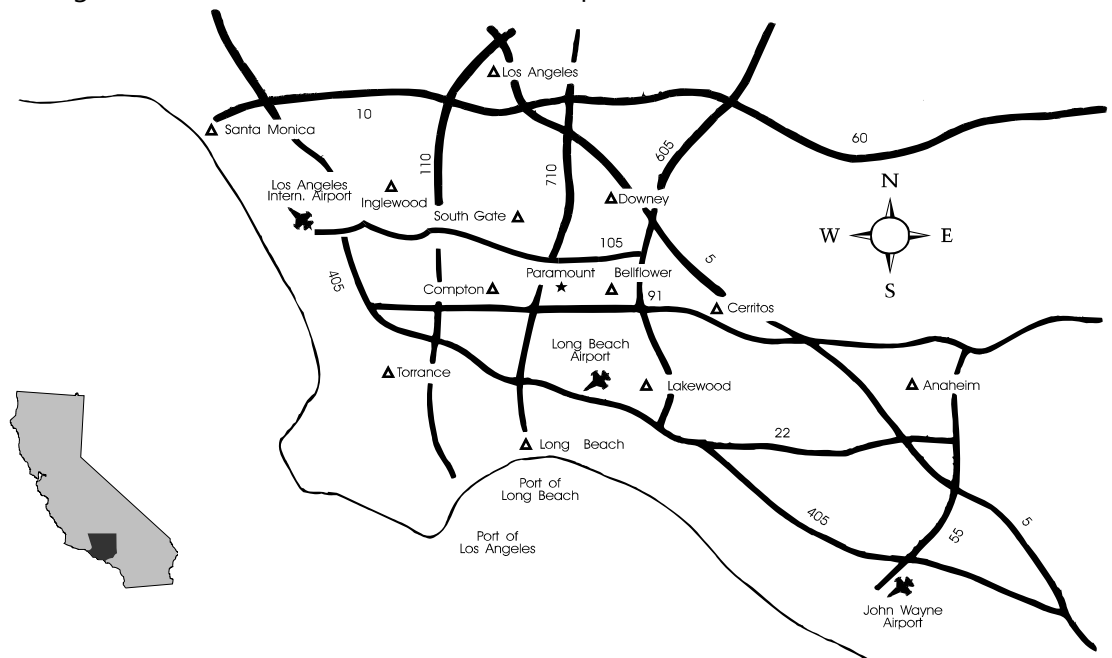 Los Angeles
10
Santa Monica
60
605
110
710
N
Los Angeles
Intern. Airport
Inglewood
Downey
South Gate
W
E
105
5
Paramount
Bellflower
405
Compton
S
91
Cerritos
Long Beach
Airport
Torrance
Lakewood
Anaheim
22
Long Beach
Port of
Long Beach
405
5
55
Port of
Los Angeles
John Wayne
Airport